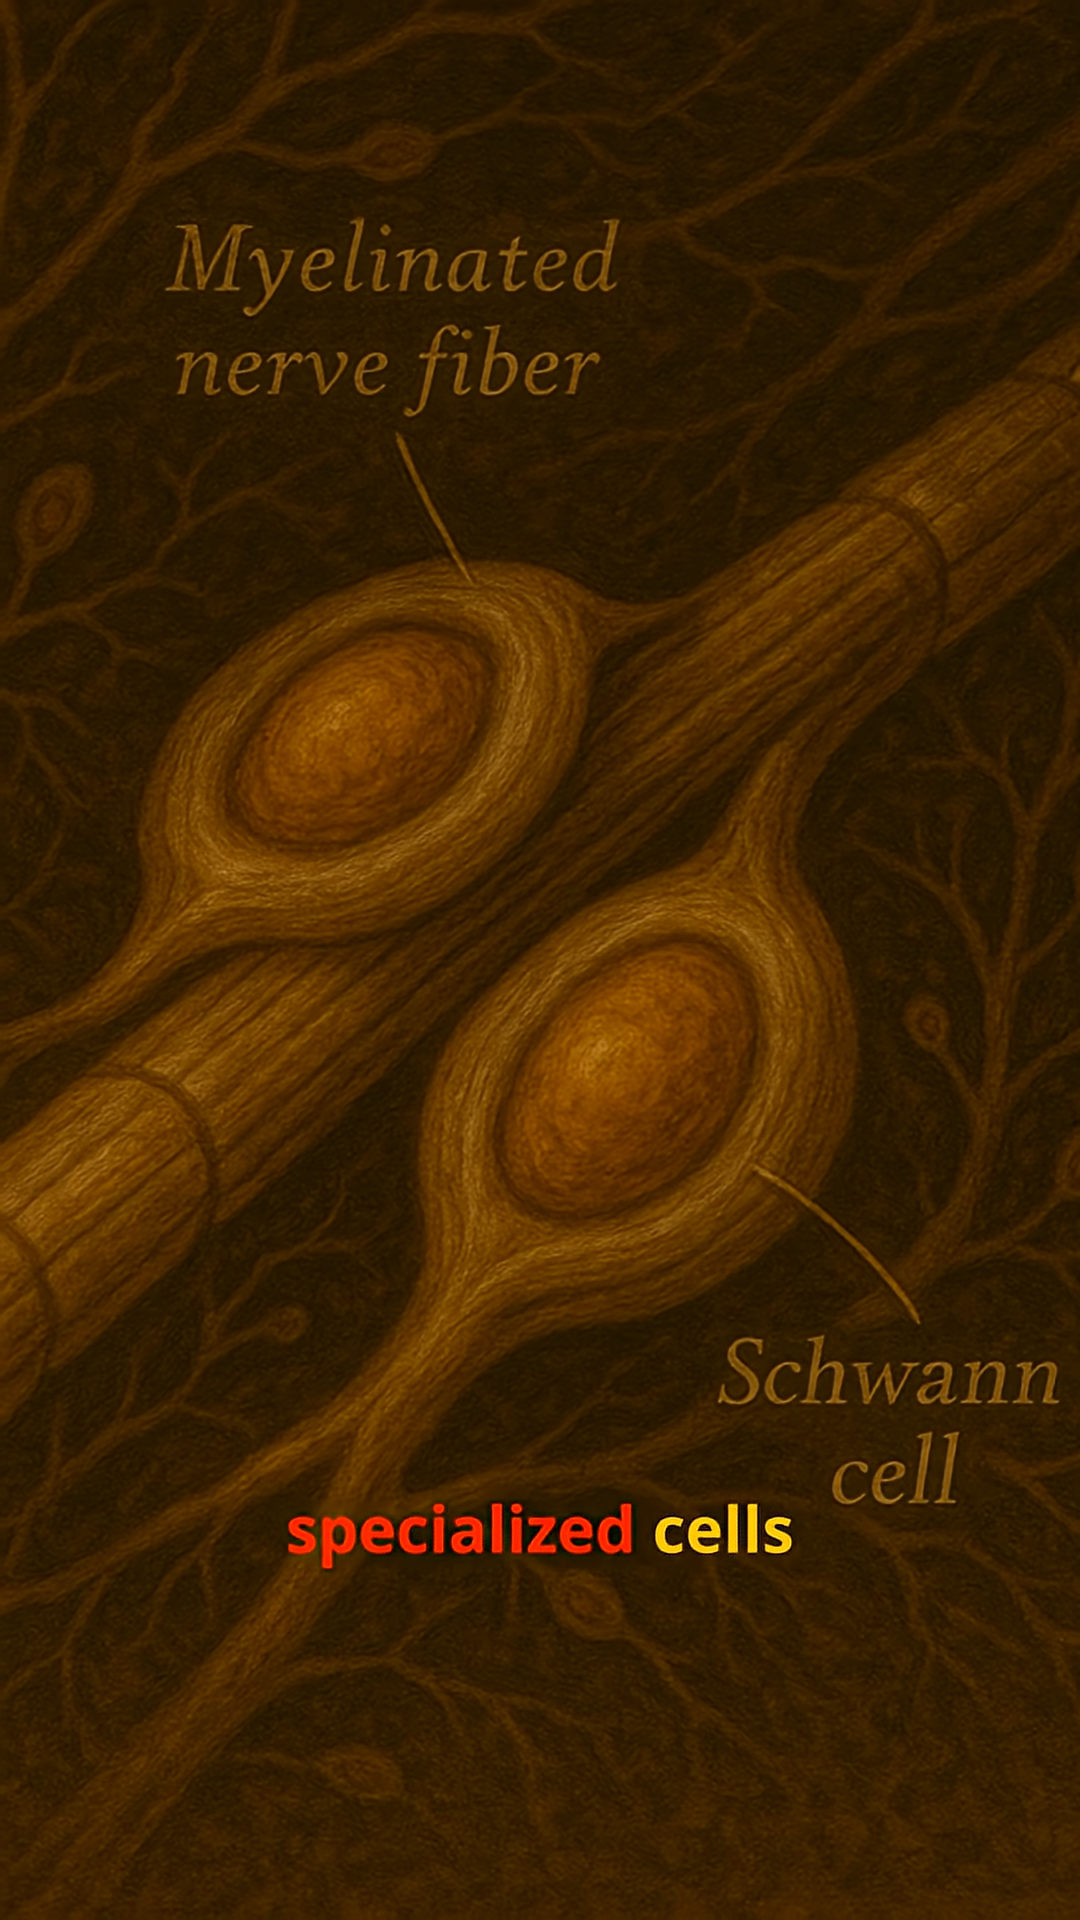 Myelinated
nerve fiber
Schwann
cell
specialized cells